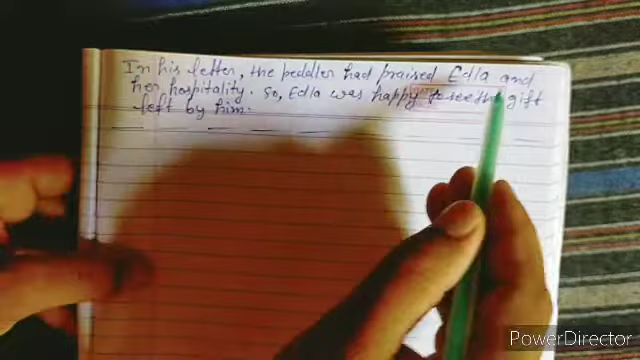 In his letter, the peddler had praised Edla and
her hospitality. So, Edla was happy to see the gift
left by him.
PowerDirector